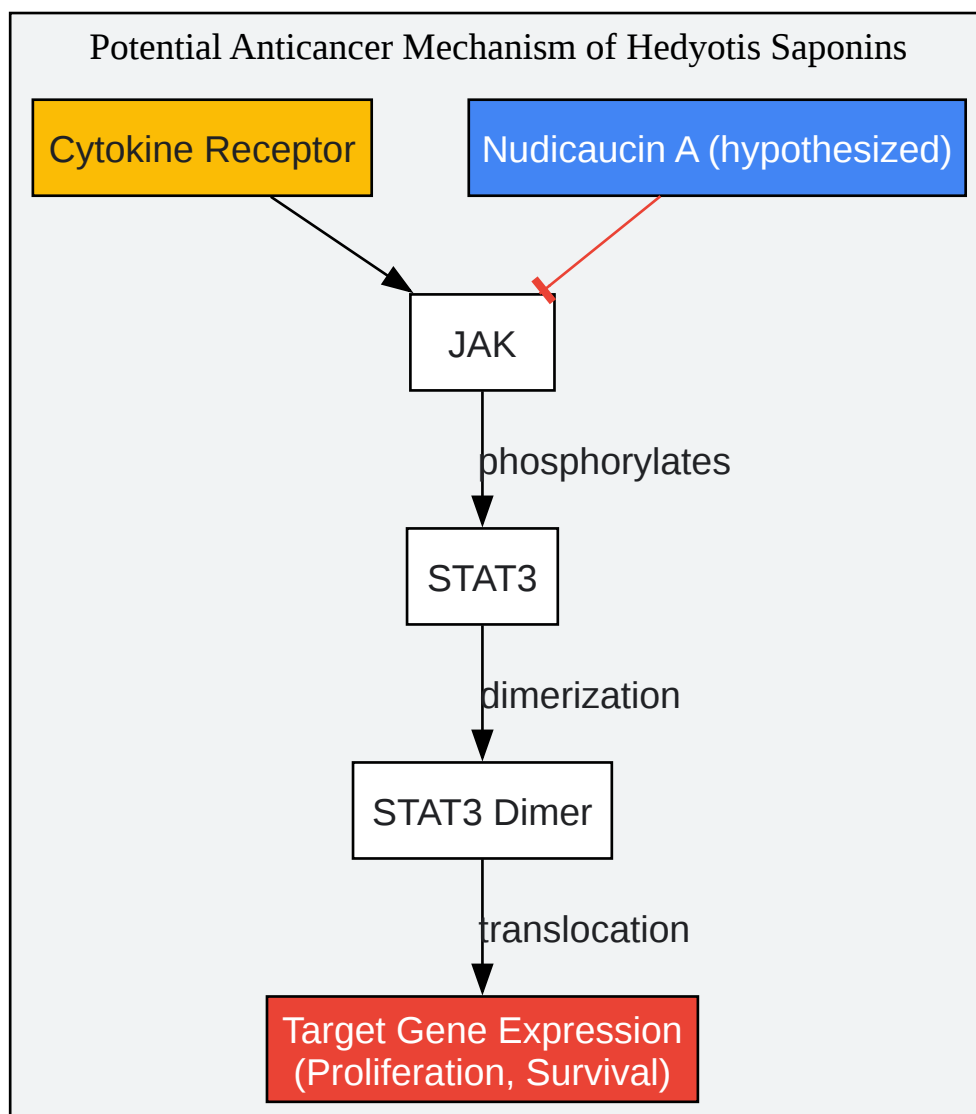 Potential Anticancer Mechanism of Hedyotis Saponins
Cytokine Receptor
Nudicaucin A (hypothesized)
JAK
phosphorylates
STAT3
dimerization
STAT3 Dimer
translocation
Target Gene Expression
(Proliferation, Survival)